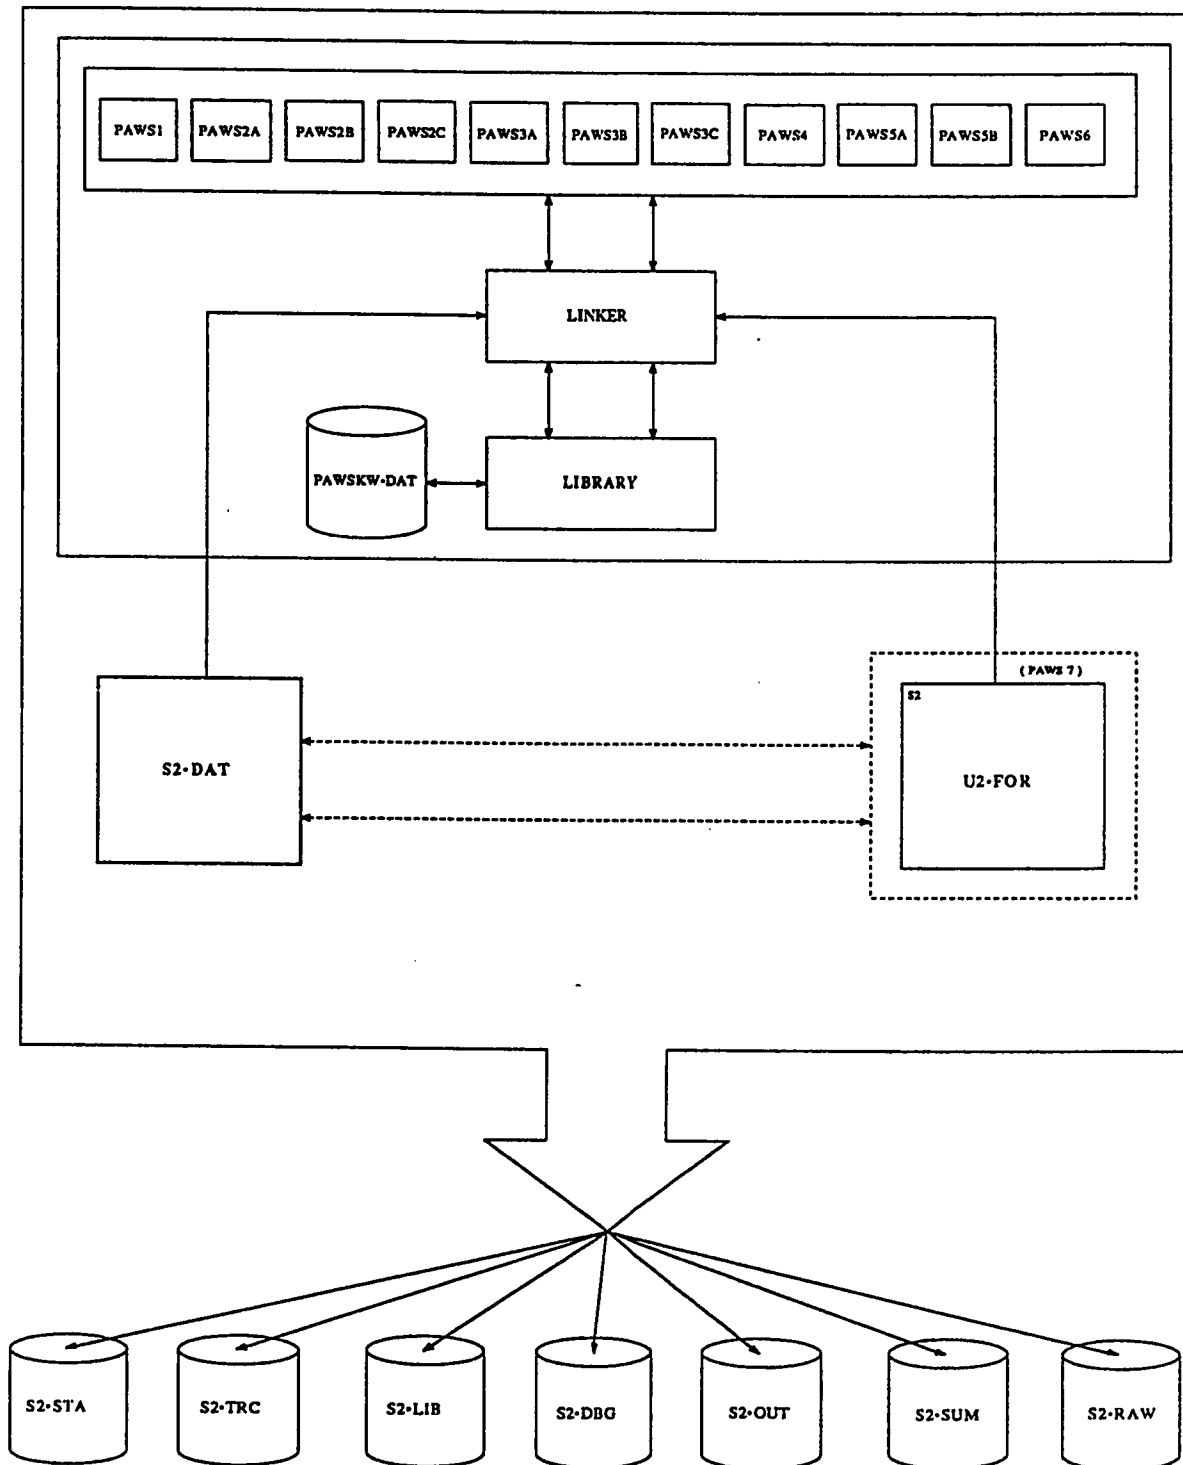 PAWS1 PAWS2A PAWS2B PAWS2C PAWS3A PAWS3B PAWS3C PAWS4 PAWS5A PAWS5B PAWS6
LINKER
PAWSKW•DAT
LIBRARY
( PAWS 7 )
S2
S2•DAT
U2•FOR
S2•STA S2•TRC S2•LIB S2•DBG S2•OUT S2•SUM S2•RAW